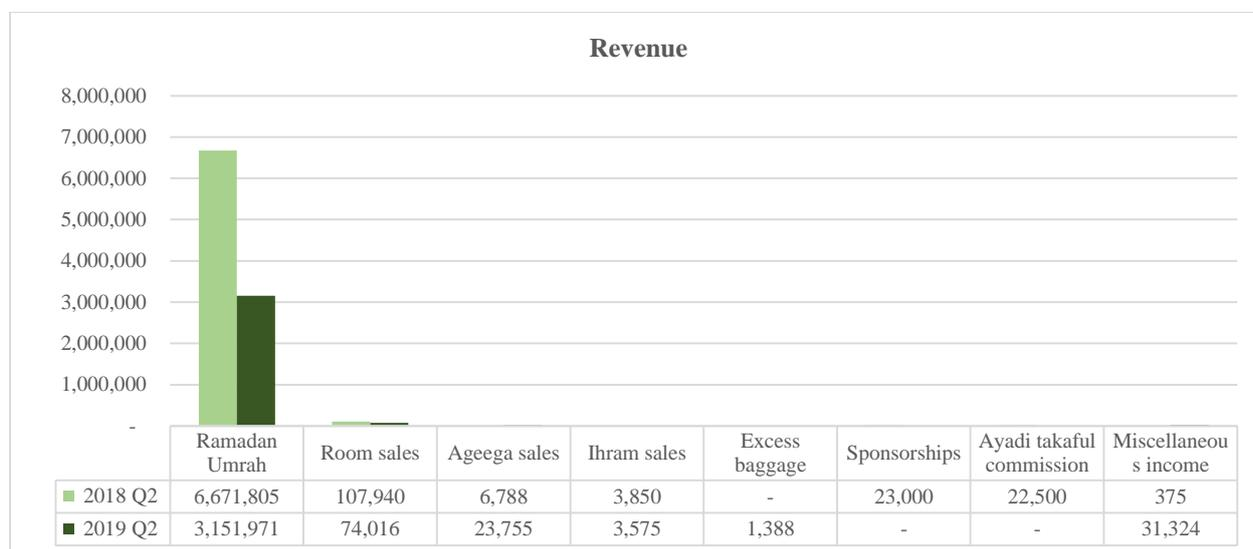 Revenue
8,000,000
7,000,000
6,000,000
5,000,000
4,000,000
3,000,000
2,000,000
1,000,000
-
Ramadan Umrah Room sales Ageega sales Ihram sales Excess baggage Sponsorships Ayadi takaful commission Miscellaneou s income
2018 Q2 6,671,805 107,940 6,788 3,850 - 23,000 22,500 375
2019 Q2 3,151,971 74,016 23,755 3,575 1,388 - - 31,324